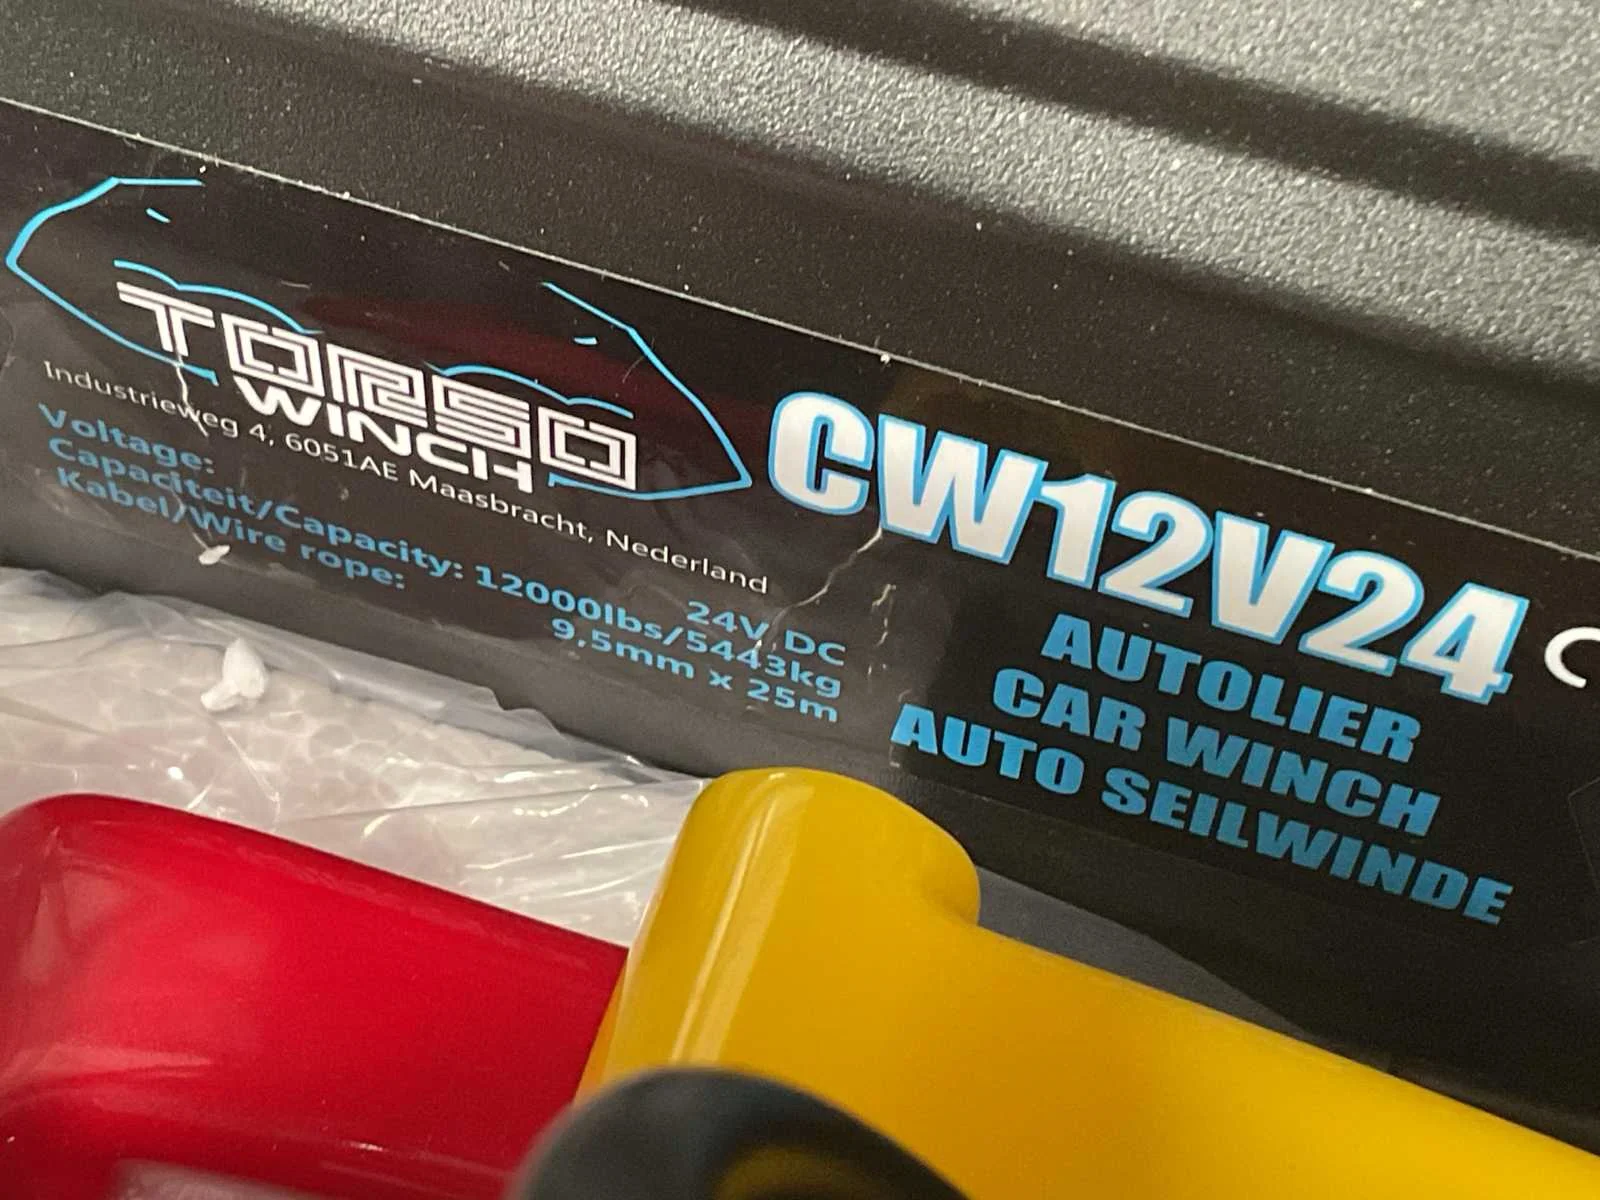 TORSO
WINCH
Industrieweg 4, 6051AE Maasbracht, Nederland
Voltage: 24V DC
Capaciteit/Capacity: 12000lbs/5443kg
Kabel/Wire rope: 9,5mm x 25m
CW12V24
AUTOLIER
CAR WINCH
AUTO SEILWINDE